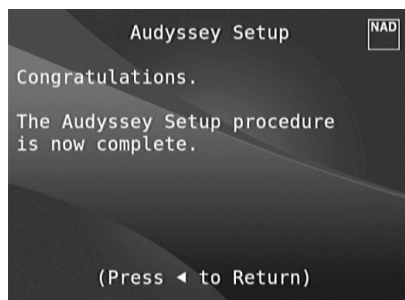 Audyssey Setup
NAD
Congratulations.
The Audyssey Setup procedure
is now complete.
(Press ◄ to Return)